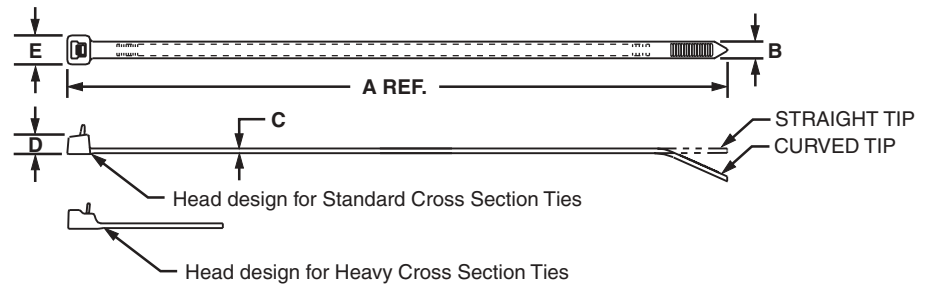 E
B
A REF.
C
D
STRAIGHT TIP
CURVED TIP
Head design for Standard Cross Section Ties
Head design for Heavy Cross Section Ties